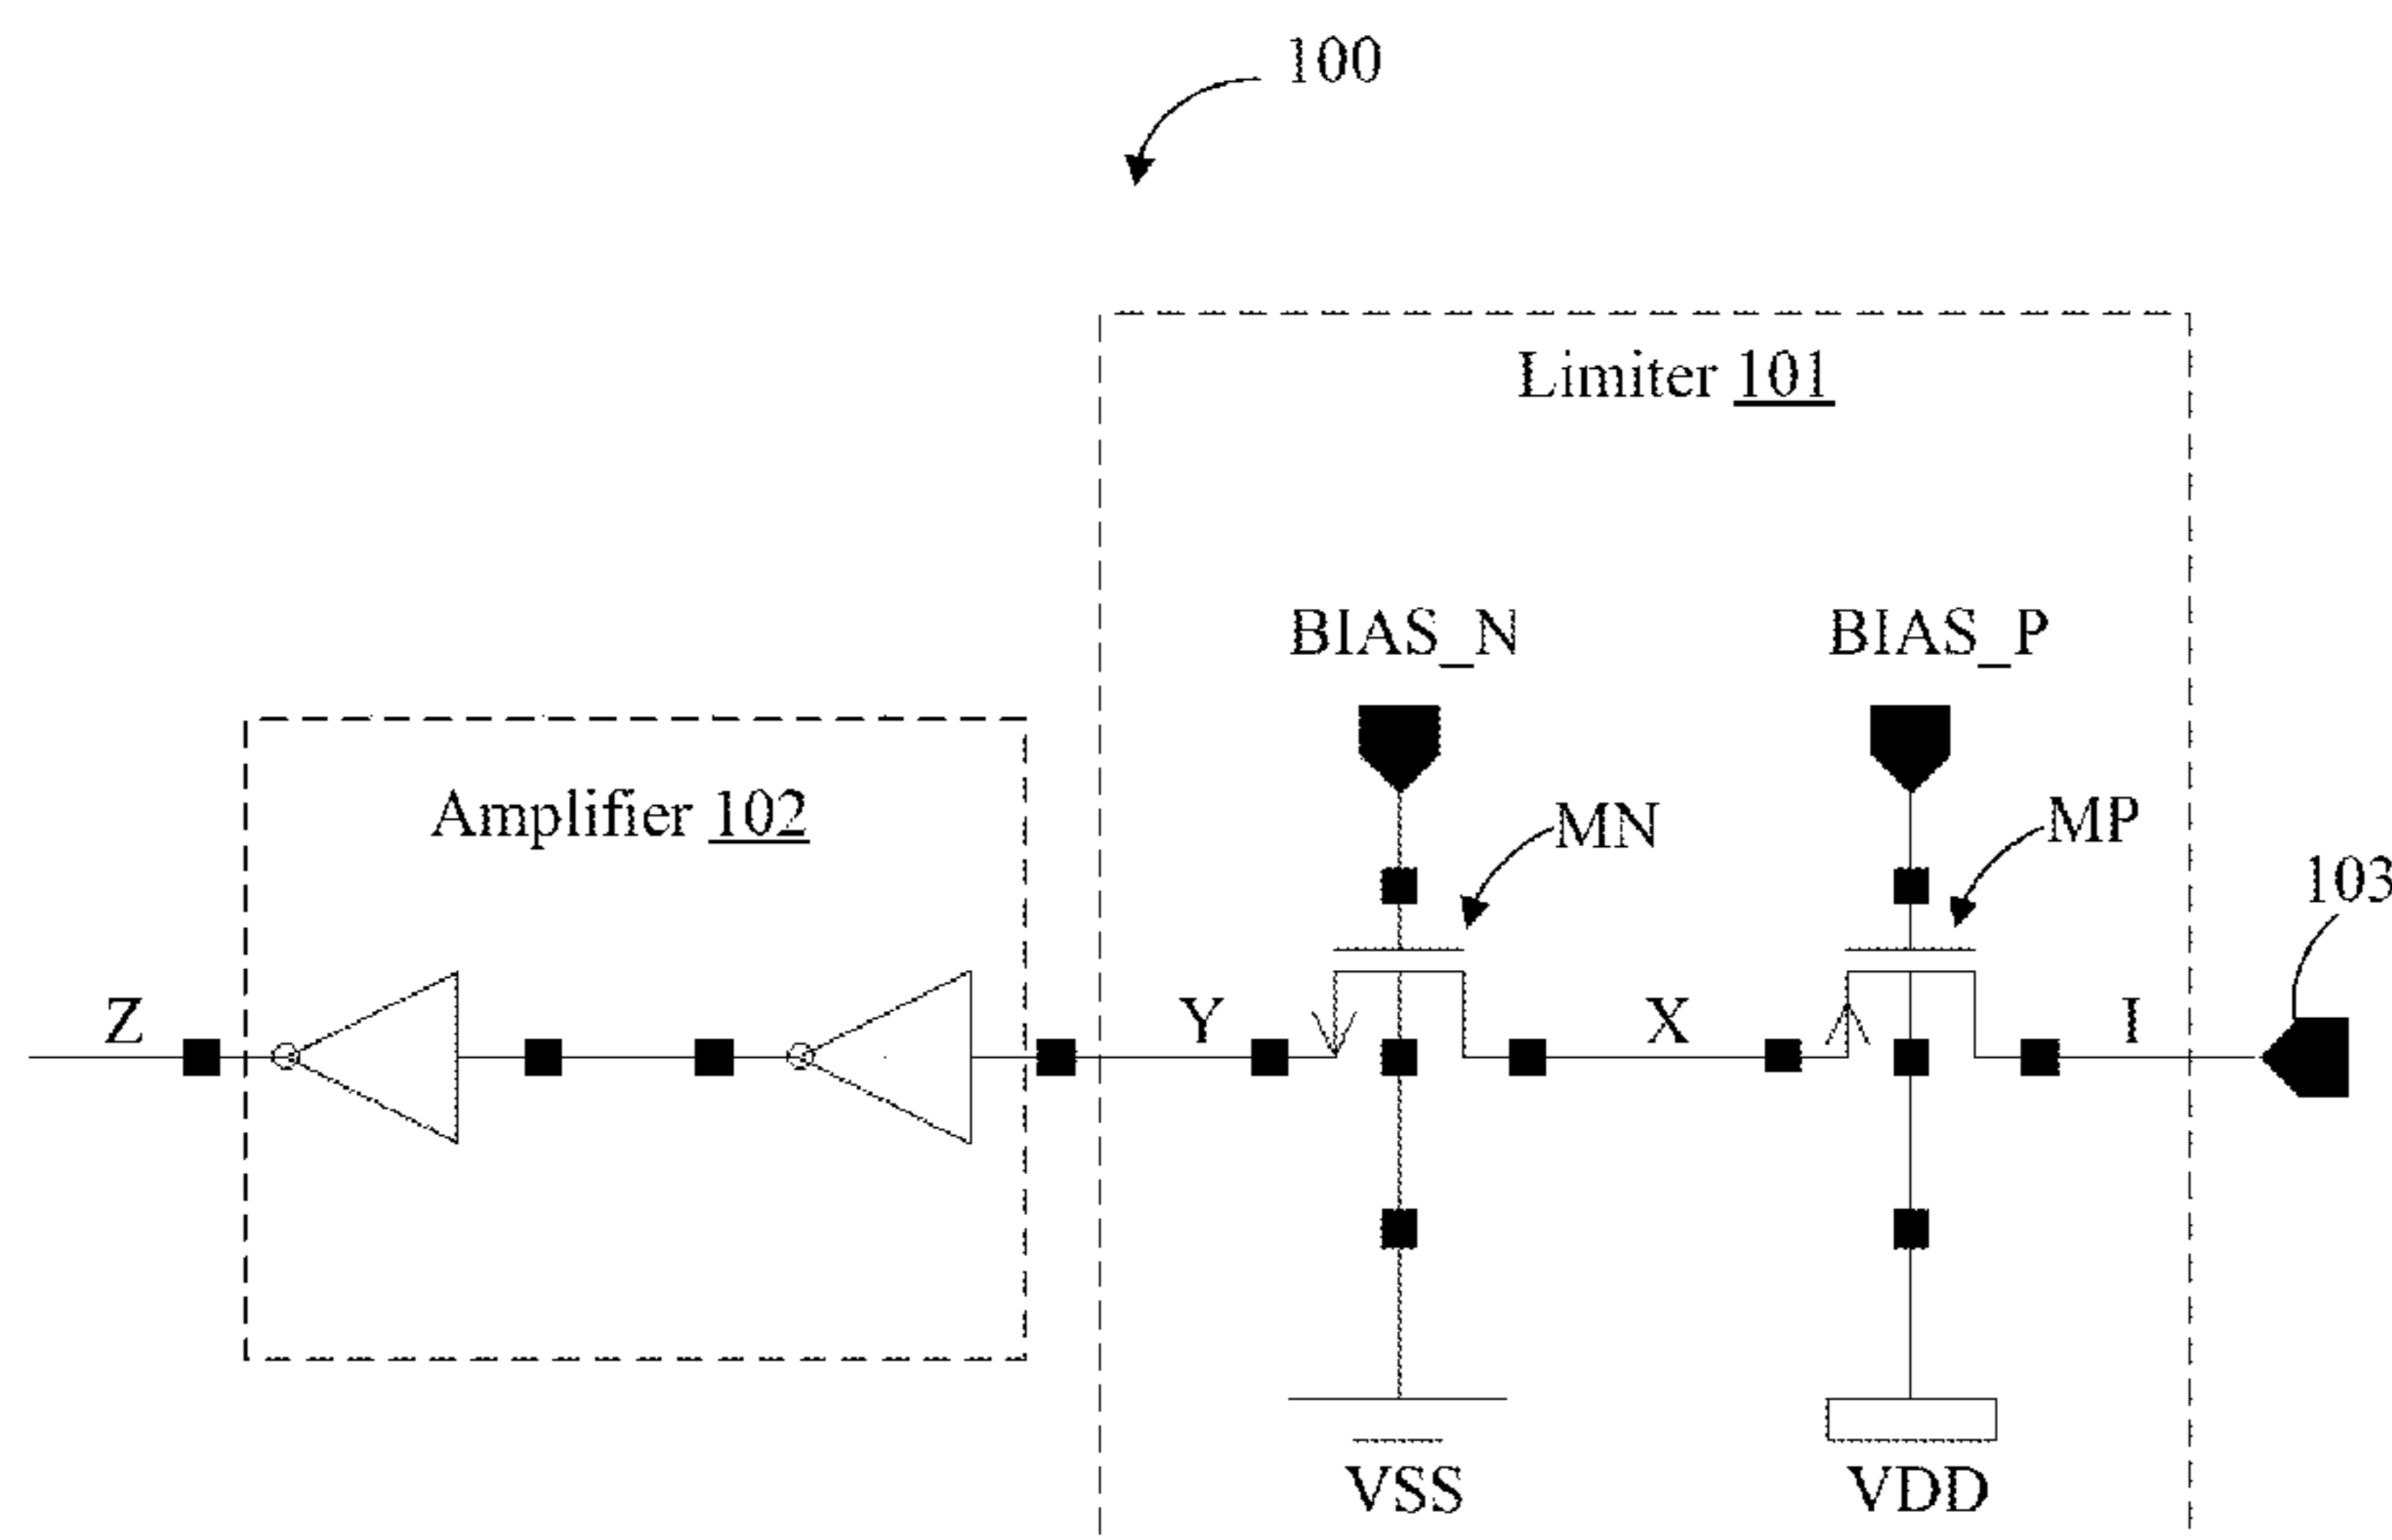 100
Limiter 101
BIAS_N
BIAS_P
Amplifier 102
MN
MP
103
Z
Y
X
I
VSS
VDD